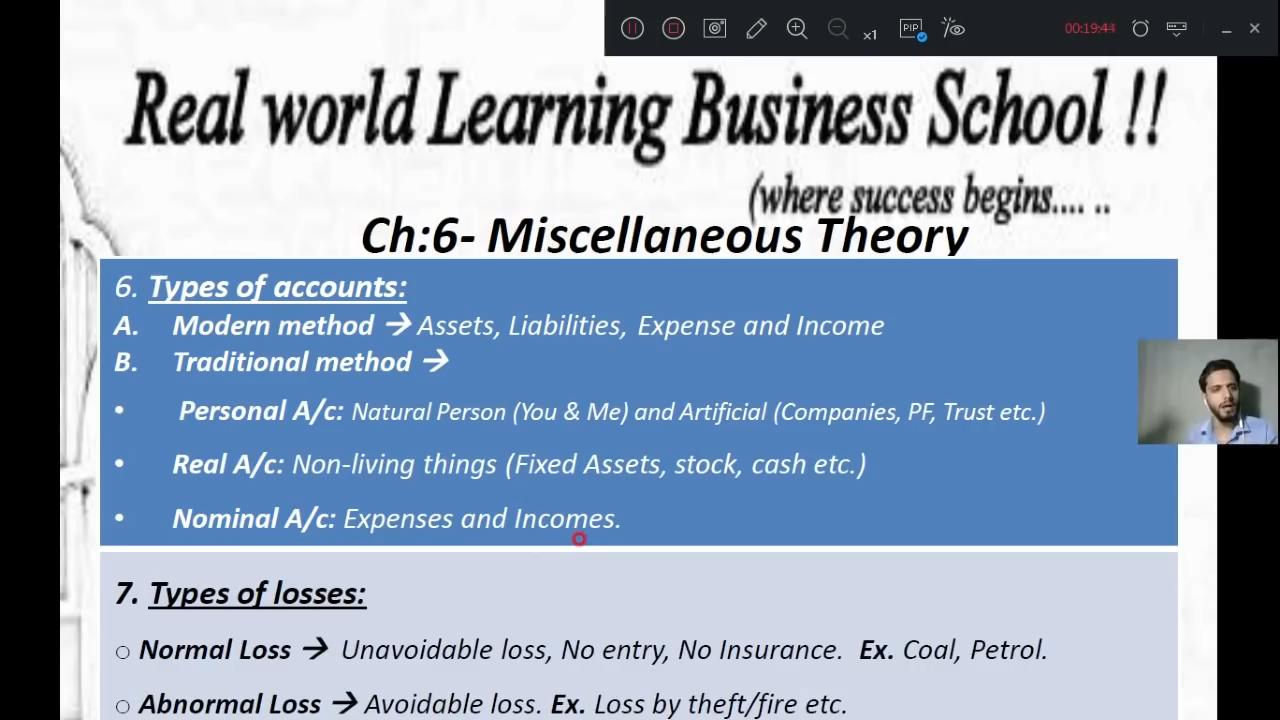 x1
PIP
00:19:44
Real world Learning Business School !!
(where success begins.... ..
Ch:6- Miscellaneous Theory
6. Types of accounts:
A. Modern method → Assets, Liabilities, Expense and Income
B. Traditional method →
• Personal A/c: Natural Person (You & Me) and Artificial (Companies, PF, Trust etc.)
• Real A/c: Non-living things (Fixed Assets, stock, cash etc.)
• Nominal A/c: Expenses and Incomes.
7. Types of losses:
○ Normal Loss → Unavoidable loss, No entry, No Insurance. Ex. Coal, Petrol.
○ Abnormal Loss → Avoidable loss. Ex. Loss by theft/fire etc.